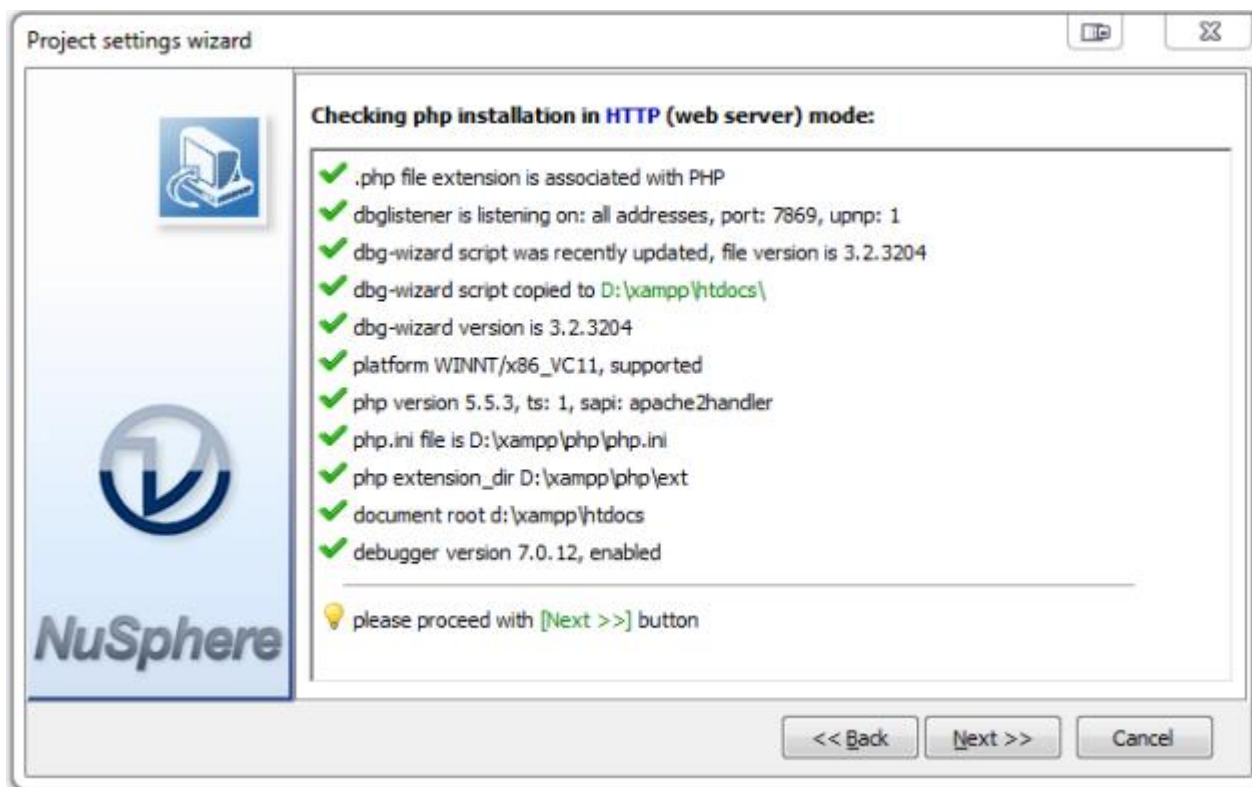 Project settings wizard
Checking php installation in HTTP (web server) mode:
.php file extension is associated with PHP
dbglistener is listening on: all addresses, port: 7869, upnp: 1
dbg-wizard script was recently updated, file version is 3.2.3204
dbg-wizard script copied to D:\xampp\htdocs\
dbg-wizard version is 3.2.3204
platform WINNT/x86_VC11, supported
php version 5.5.3, ts: 1, sapi: apache2handler
php.ini file is D:\xampp\php\php.ini
php extension_dir D:\xampp\php\ext
document root d:\xampp\htdocs
debugger version 7.0.12, enabled
please proceed with [Next >>] button
NuSphere
<< Back
Next >>
Cancel